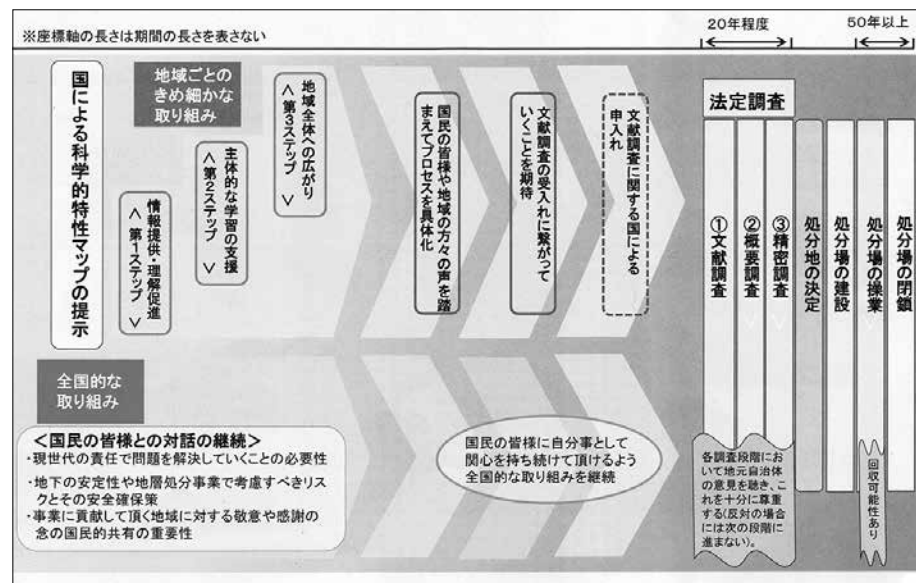 ※座標軸の長さは期間の長さを表さない
20年程度
50年以上
国による科学的特性マップの提示
地域ごとの
きめ細かな
取り組み
情報提供・理解促進
<第1ステップ>
主体的な学習の支援
<第2ステップ>
地域全体への広がり
<第3ステップ>
国民の皆様や地域の方々の声を踏
まえてプロセスを具体化
文献調査の受入れに繋がって
いくことを期待
文献調査に関する国による
申入れ
法定調査
①文献調査
②概要調査
③精密調査
処分地の決定
処分場の建設
処分場の操業
処分場の閉鎖
全国的な
取り組み
<国民の皆様との対話の継続>
・現世代の責任で問題を解決していくことの必要性
・地下の安定性や地層処分事業で考慮すべきリ
スクとその安全確保策
・事業に貢献して頂く地域に対する敬意や感謝の
念の国民的共有の重要性
国民の皆様に自分事として
関心を持ち続けて頂けるよう
全国的な取り組みを継続
各調査段階にお
いて地元自治体
の意見を聴き、こ
れを十分に尊重
する(反対の場合
には次の段階に
進まない)。
回収可能性あり